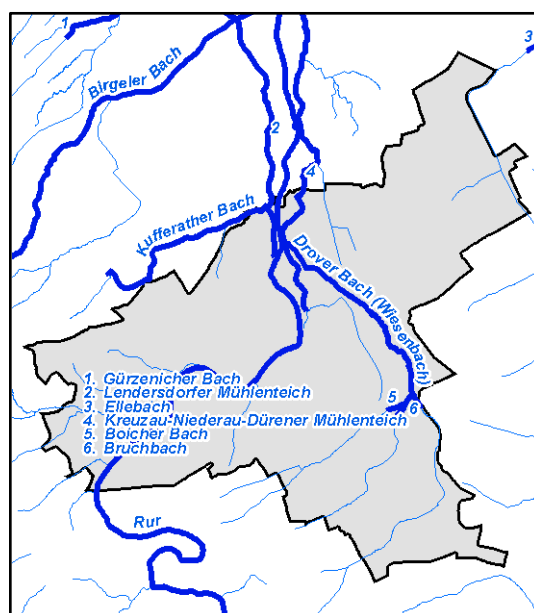 1
3
Birgeler Bach
2
4
Kufferather Bach
Drover Bach (Wiesenbach)
1. Gürzenicher Bach
2. Lendersdorfer Mühlenteich
3. Ellebach
4. Kreuzau-Niederau-Dürener Mühlenteich
5. Boicher Bach
6. Bruchbach
5
6
Rur